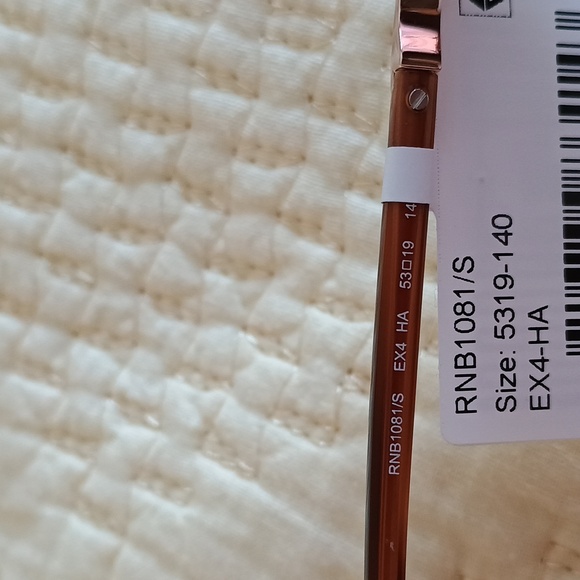 RNB1081/S
Size: 5319-140
EX4-HA
RNB1081/S EX4 HA 53□19 14